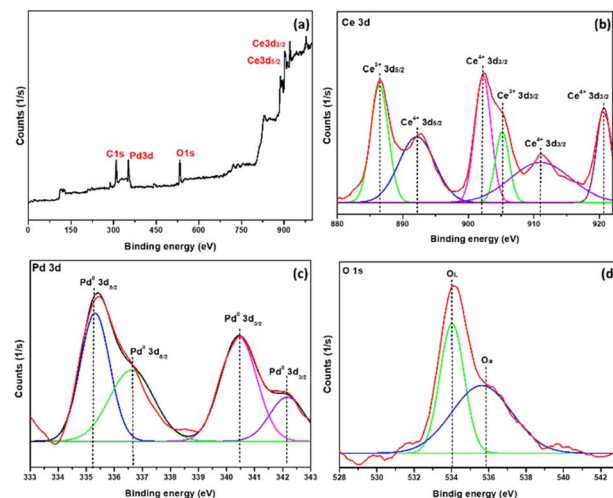 (a)
Ce3d3/2
Ce3d5/2
C1s
Pd3d
O1s
Counts (1/s)
0 150 300 450 600 750 900
Binding energy (eV)
Ce 3d
(b)
Ce³⁺ 3d5/2
Ce⁴⁺ 3d5/2
Ce⁴⁺ 3d3/2
Ce³⁺ 3d3/2
Ce⁴⁺ 3d3/2
Ce⁴⁺ 3d3/2
Counts (1/s)
880 890 900 910 920
Binding energy (eV)
Pd 3d
(c)
Pd⁰ 3d5/2
Pd⁰ 3d5/2
Pd⁰ 3d3/2
Pd⁰ 3d3/2
Counts (1/s)
333 334 335 336 337 338 339 340 341 342 343
Binding energy (eV)
O 1s
(d)
OL
Oa
Counts (1/s)
528 530 532 534 536 538 540 542
Binding energy (eV)